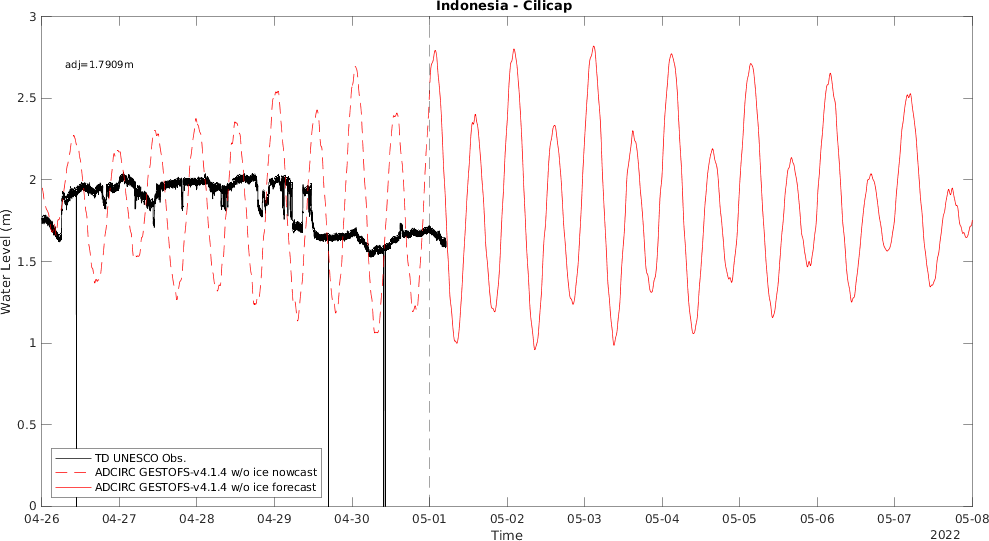 Indonesia - Cilicap
3
2.5
2
1.5
1
0.5
0
Water Level (m)
adj=1.7909m
TD UNESCO Obs.
ADCIRC GESTOFS-v4.1.4 w/o ice nowcast
ADCIRC GESTOFS-v4.1.4 w/o ice forecast
04-26 04-27 04-28 04-29 04-30 05-01 05-02 05-03 05-04 05-05 05-06 05-07 05-08
Time
2022